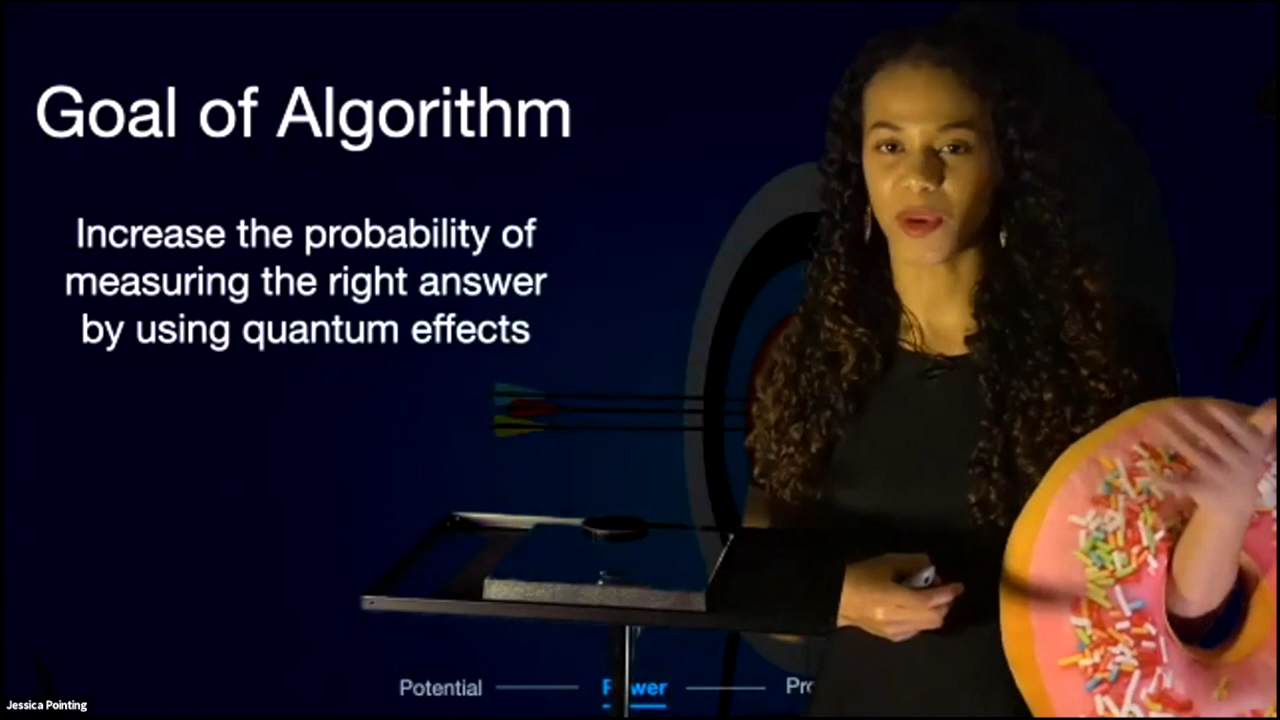 Goal of Algorithm
Increase the probability of
measuring the right answer
by using quantum effects
Potential
Jessica Pointing